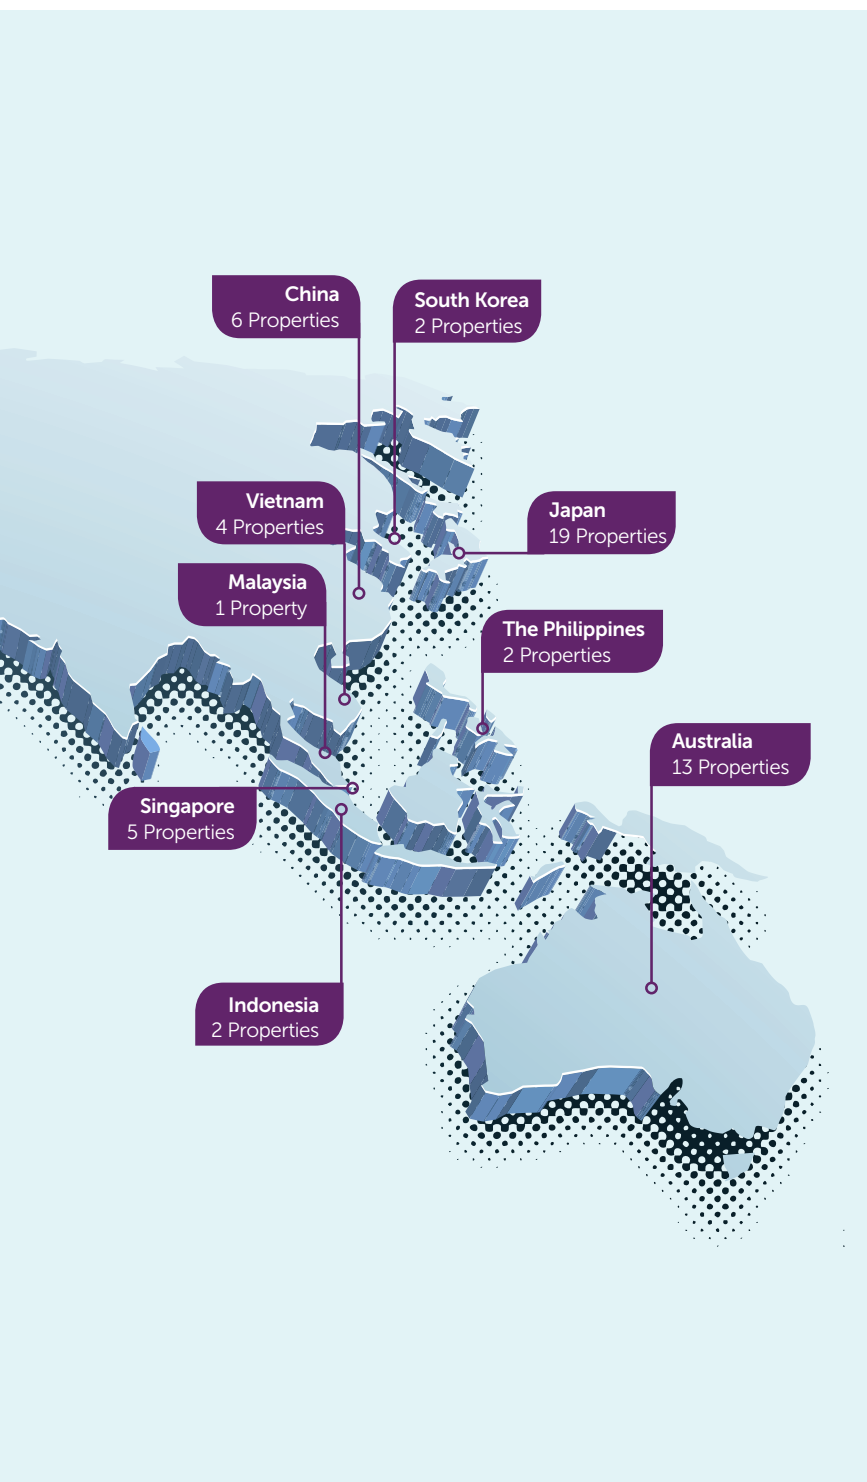 China
6 Properties
South Korea
2 Properties
Vietnam
4 Properties
Japan
19 Properties
Malaysia
1 Property
The Philippines
2 Properties
Australia
13 Properties
Singapore
5 Properties
Indonesia
2 Properties